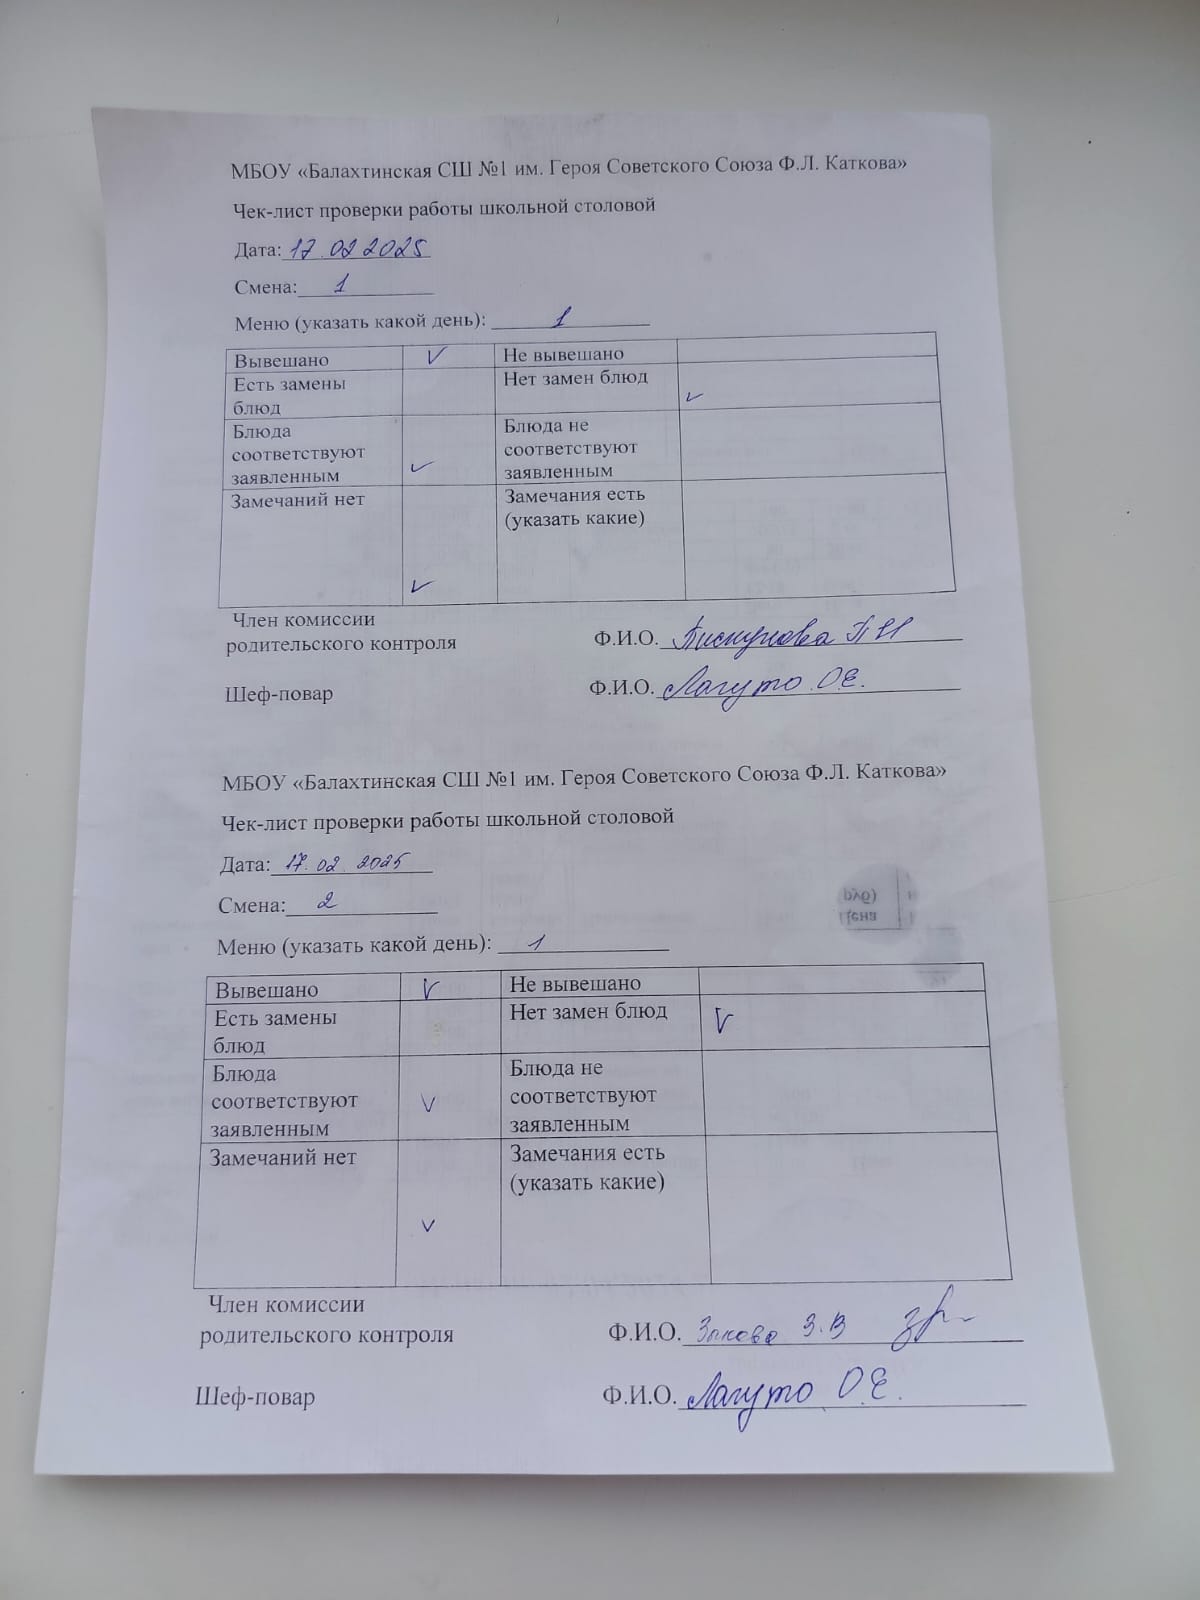 МБОУ «Балахтинская СШ №1 им. Героя Советского Союза Ф.Л. Каткова»
Чек-лист проверки работы школьной столовой
Дата: 17.02 2025
Смена: 1
Меню (указать какой день): 1
Вывешано V Не вывешано
Есть замены Нет замен блюд
блюд V
Блюда Блюда не
соответствуют соответствуют
заявленным V заявленным
Замечаний нет Замечания есть
(указать какие)
V
Член комиссии
родительского контроля Ф.И.О. Пискунова
Шеф-повар Ф.И.О. Лагуто О.Е.
МБОУ «Балахтинская СШ №1 им. Героя Советского Союза Ф.Л. Каткова»
Чек-лист проверки работы школьной столовой
Дата: 17.02.2025
Смена: 2
Меню (указать какой день): 1
Вывешано V Не вывешано
Есть замены Нет замен блюд V
блюд
Блюда Блюда не
соответствуют V соответствуют
заявленным заявленным
Замечаний нет Замечания есть
(указать какие)
V
Член комиссии
родительского контроля Ф.И.О. З.В
Шеф-повар Ф.И.О. Лагуто О.Е.